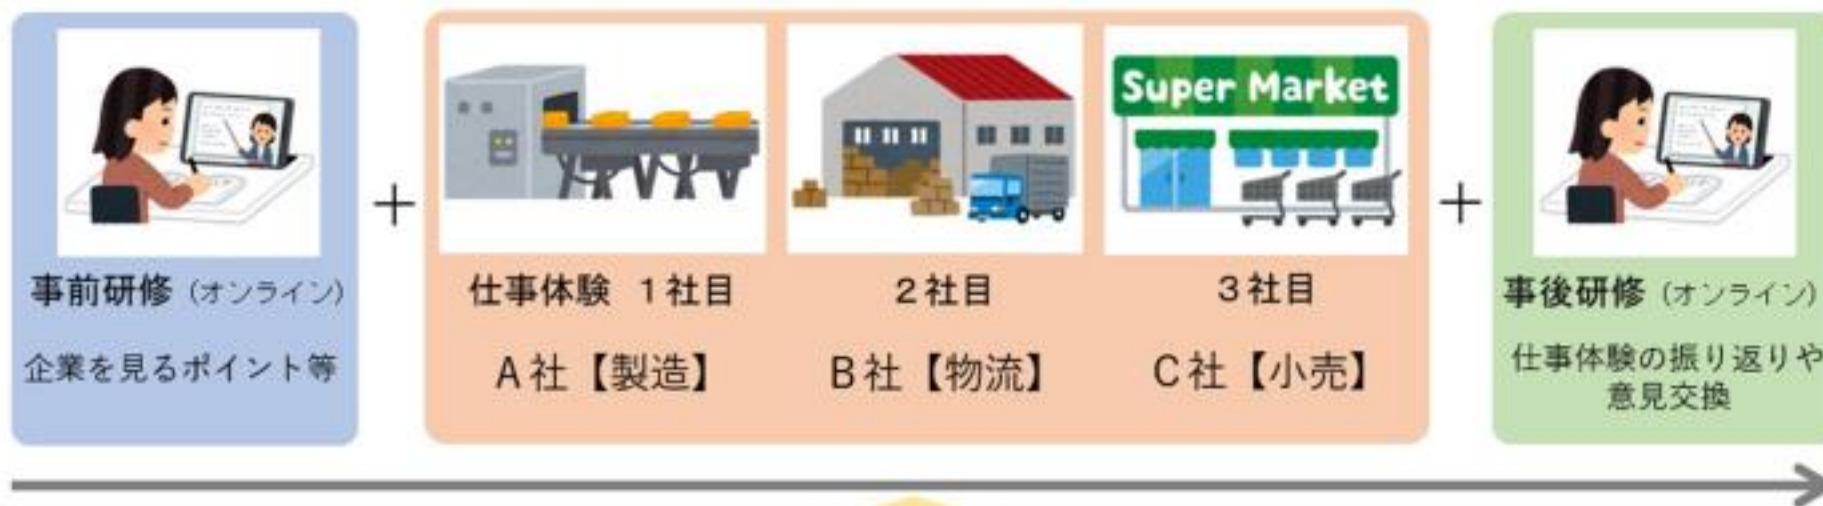 事前研修（オンライン）
企業を見るポイント等
+
Super Market
仕事体験 １社目
２社目
３社目
A社【製造】
B社【物流】
C社【小売】
+
事後研修（オンライン）
仕事体験の振り返りや
意見交換